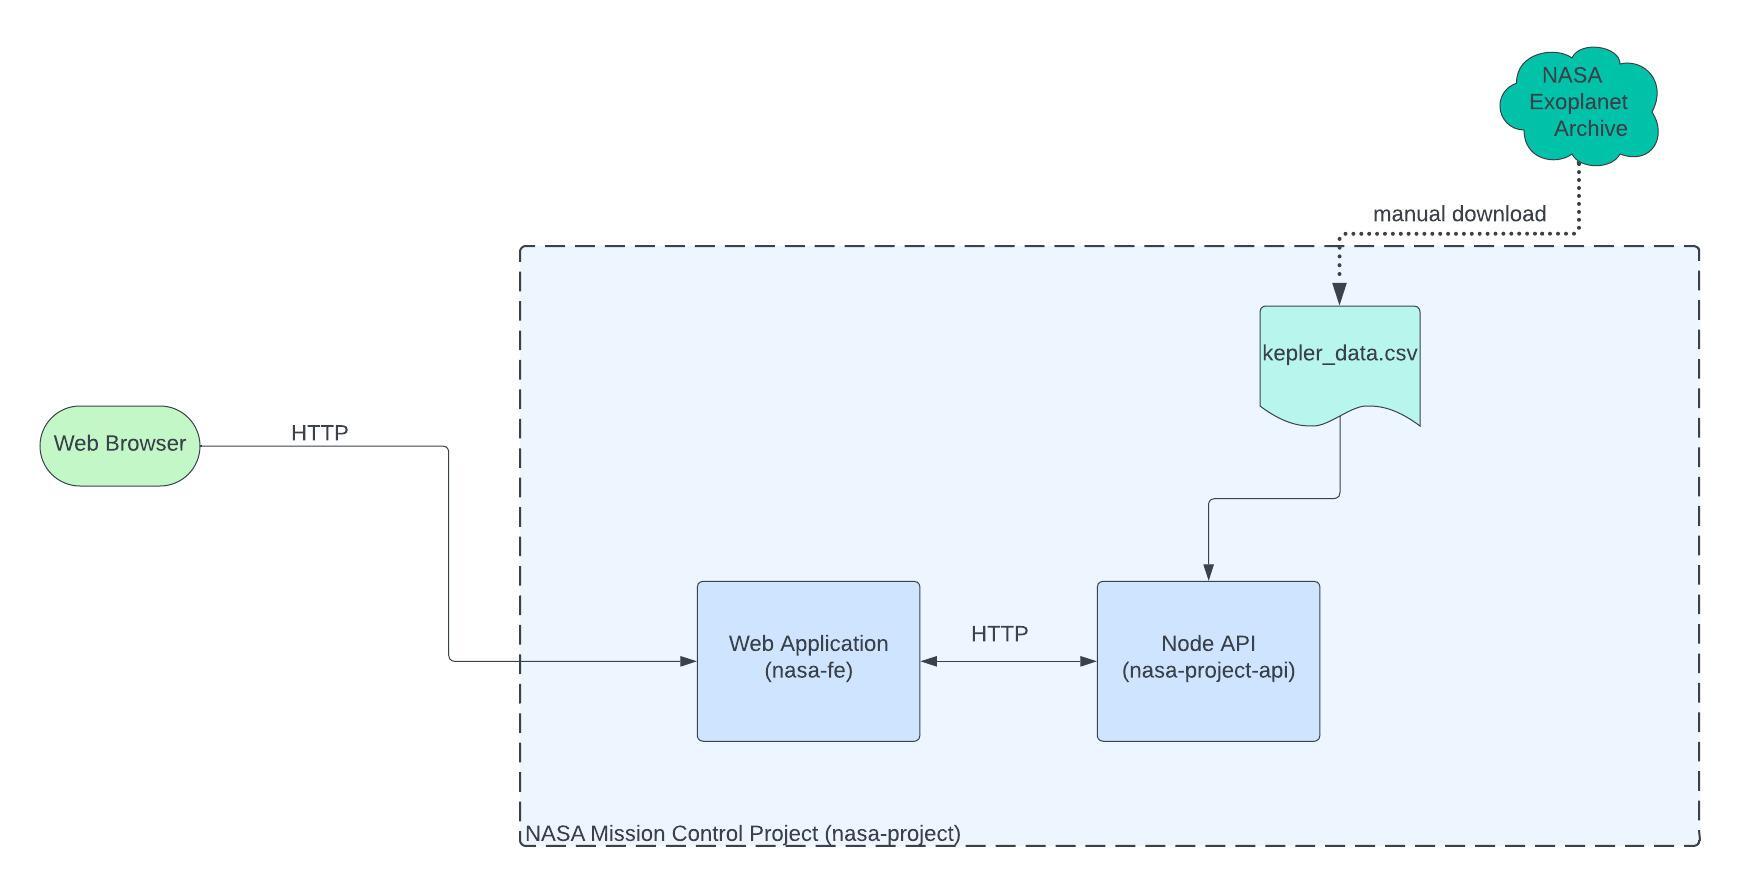 NASA
Exoplanet
Archive
manual download
kepler_data.csv
HTTP
Web Browser
HTTP
Web Application
(nasa-fe)
Node API
(nasa-project-api)
NASA Mission Control Project (nasa-project)